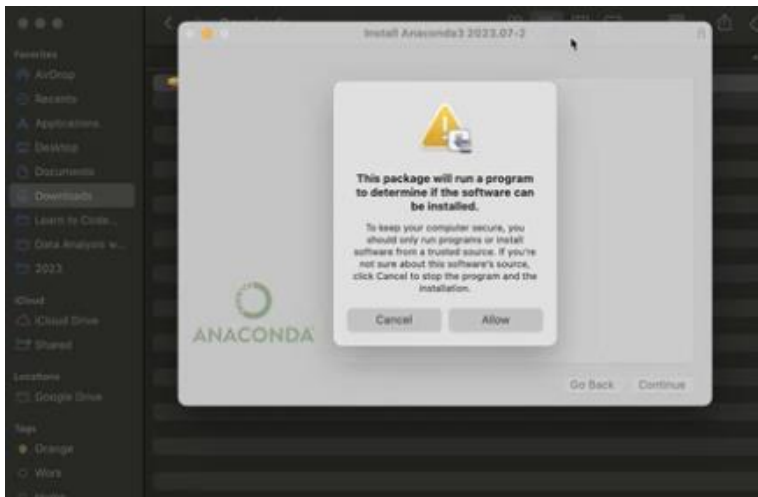 Install Anaconda3 2023.07-2
Favorites
AirDrop
Recents
Applications
Desktop
Documents
Downloads
Learn to Code...
Data Analysis w...
2023
iCloud
iCloud Drive
Shared
Locations
Google Drive
Tags
Orange
Work
This package will run a program
to determine if the software can
be installed.
To keep your computer secure, you
should only run programs or install
software from a trusted source. If you're
not sure about this software's source,
click Cancel to stop the program and the
installation.
Cancel Allow
ANACONDA
Go Back Continue